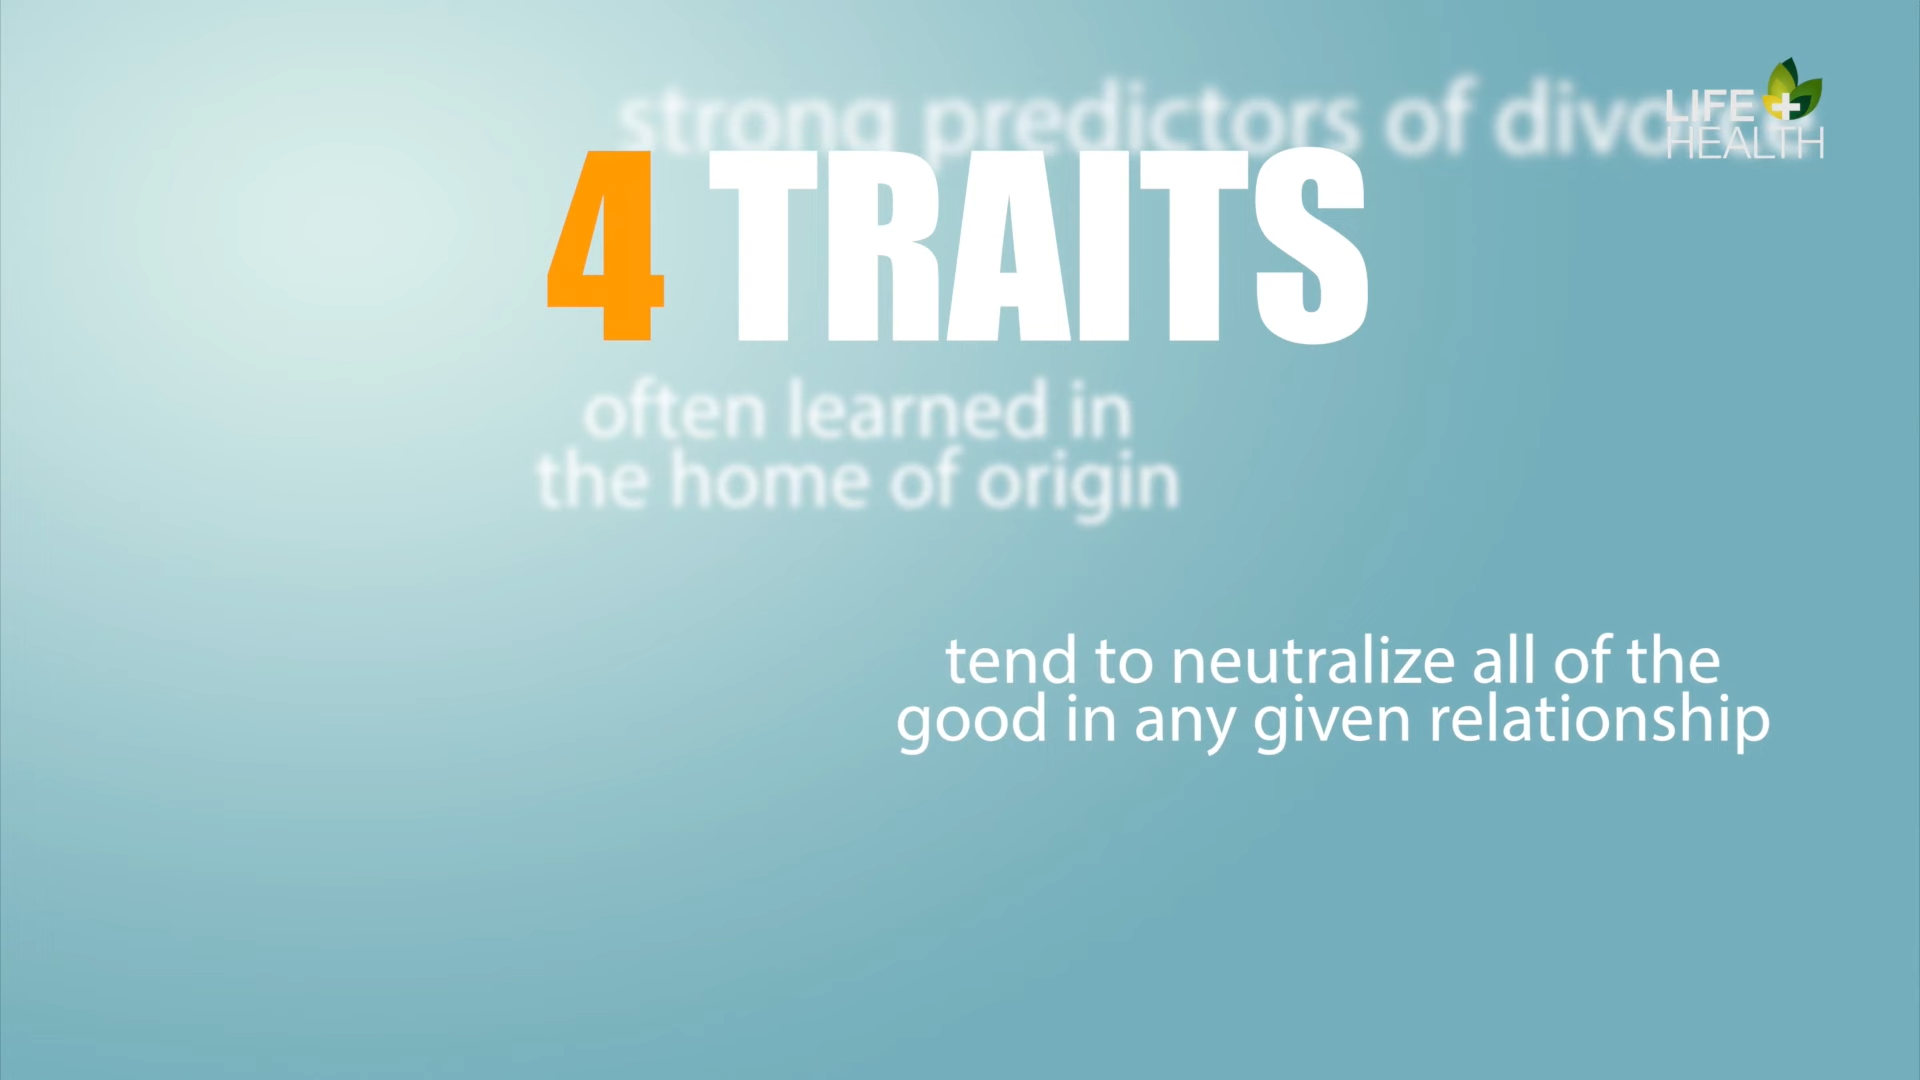 strong predictors of
LIFE
HEALTH
4 TRAITS
often learned in
the home of origin
tend to neutralize all of the
good in any given relationship